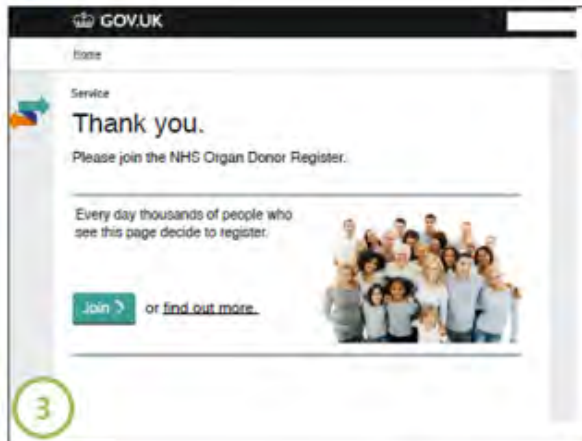 GOV.UK
Home
Service
Thank you.
Please join the NHS Organ Donor Register.
Every day thousands of people who
see this page decide to register.
Join
or find out more.
3